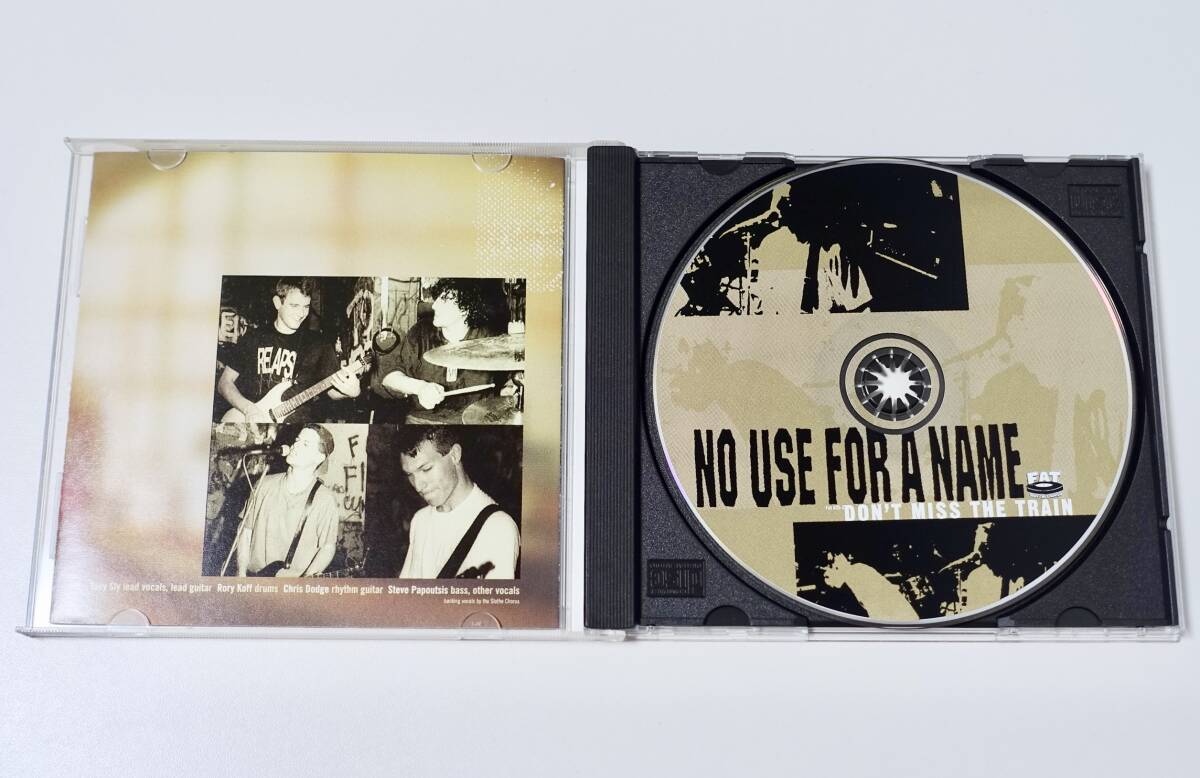 RELAPS
Tony Sly lead vocals, lead guitar Rory Koff drums Chris Dodge rhythm guitar Steve Papoutsis bass, other vocals
backing vocals by the Slothe Chorus
NO USE FOR A NAME
FAT
DON'T MISS THE TRAIN